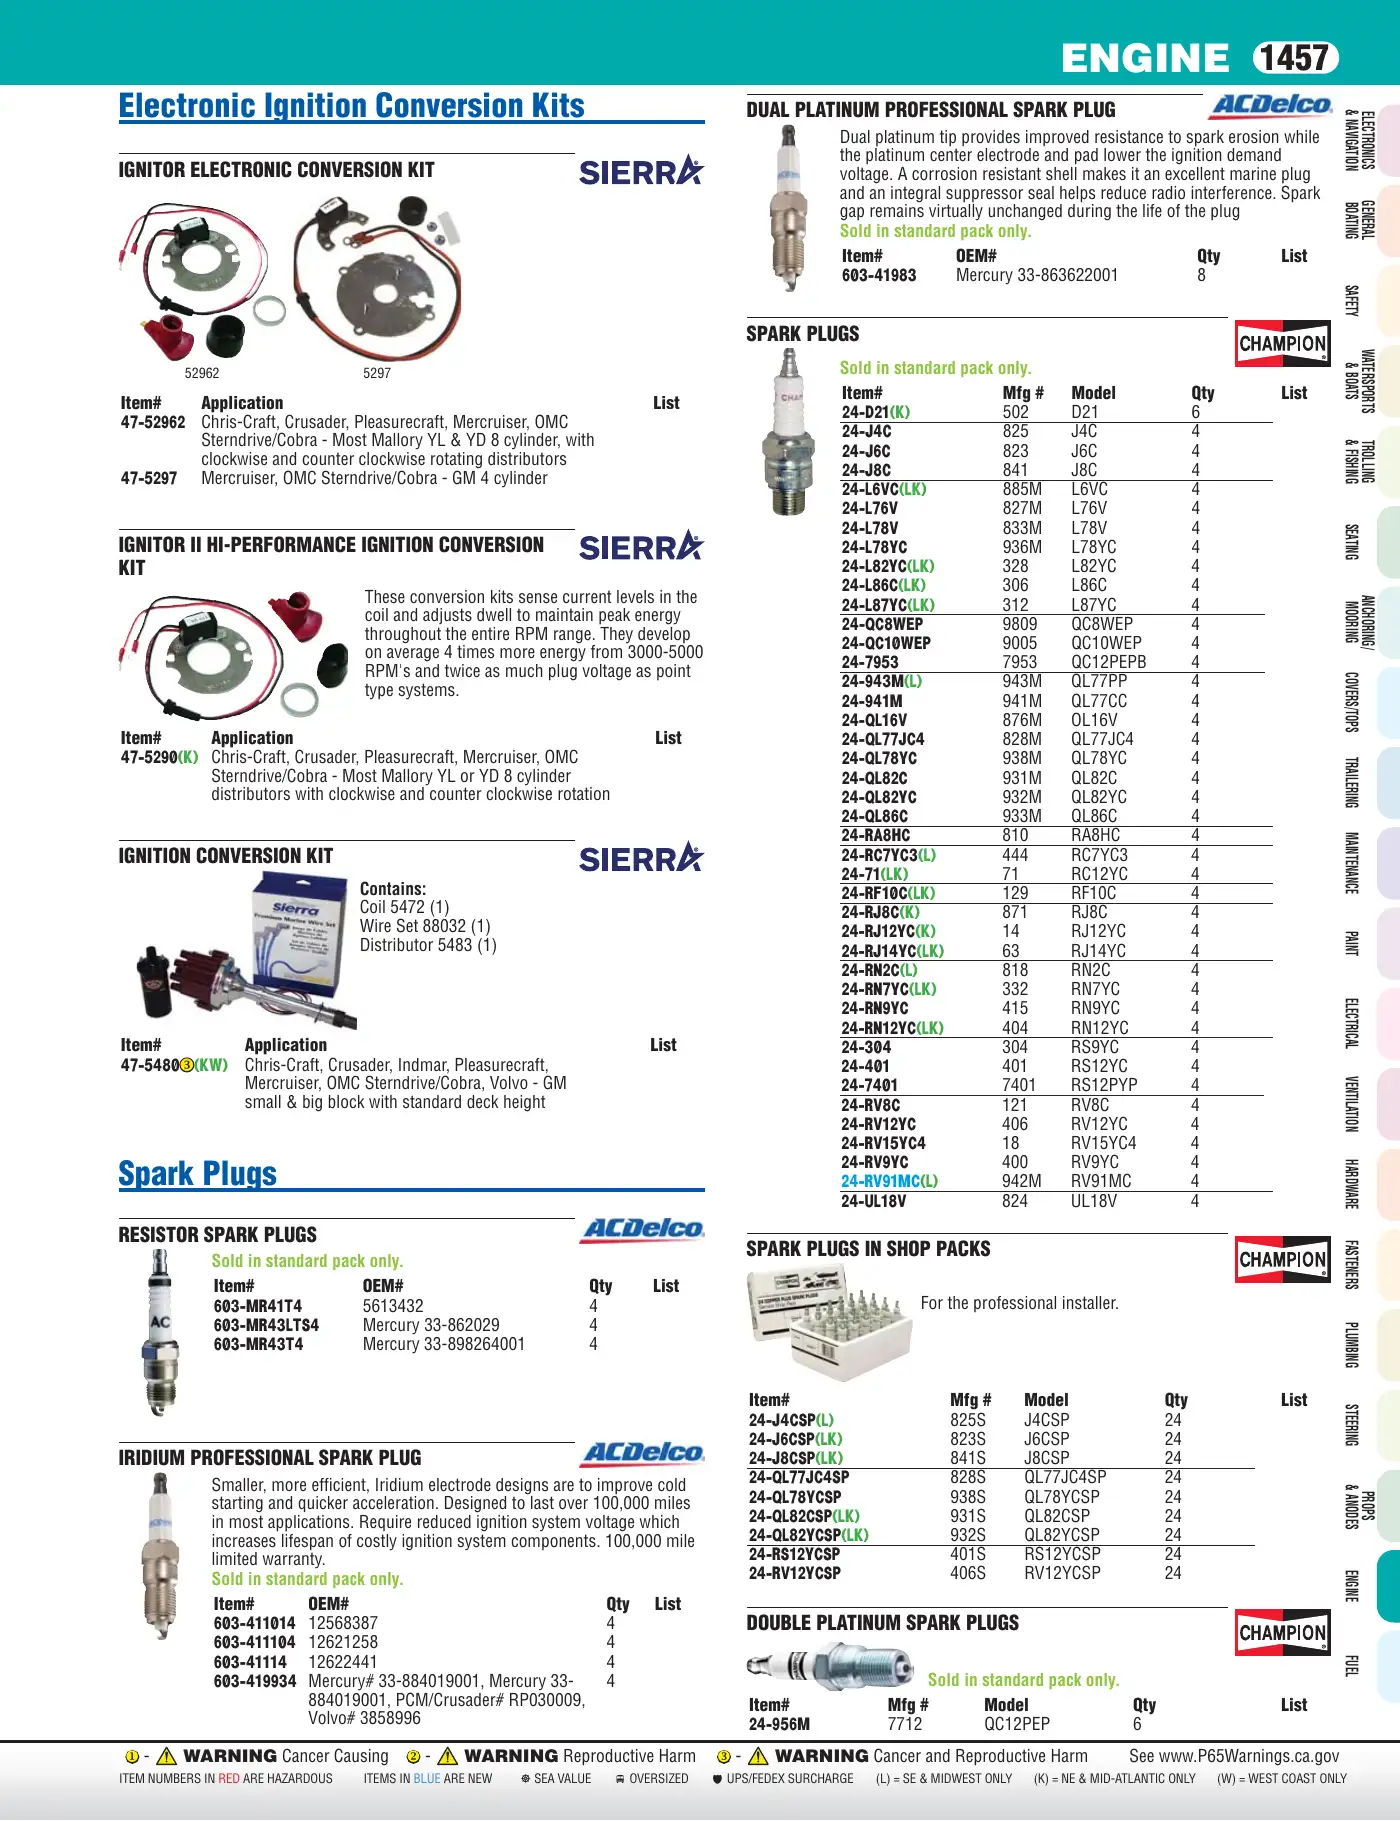 ENGINE 1457
Electronic Ignition Conversion Kits
IGNITOR ELECTRONIC CONVERSION KIT
SIERRA
52962
5297
Item# Application List
47-52962 Chris-Craft, Crusader, Pleasurecraft, Mercruiser, OMC
Sterndrive/Cobra - Most Mallory YL & YD 8 cylinder, with
clockwise and counter clockwise rotating distributors
47-5297 Mercruiser, OMC Sterndrive/Cobra - GM 4 cylinder
IGNITOR II HI-PERFORMANCE IGNITION CONVERSION
KIT
SIERRA
These conversion kits sense current levels in the
coil and adjusts dwell to maintain peak energy
throughout the entire RPM range. They develop
on average 4 times more energy from 3000-5000
RPM's and twice as much plug voltage as point
type systems.
Item# Application List
47-5290(K) Chris-Craft, Crusader, Pleasurecraft, Mercruiser, OMC
Sterndrive/Cobra - Most Mallory YL or YD 8 cylinder
distributors with clockwise and counter clockwise rotation
IGNITION CONVERSION KIT
SIERRA
Sierra
Premium Marine Wire Set
Contains:
Coil 5472 (1)
Wire Set 88032 (1)
Distributor 5483 (1)
Item# Application List
47-5480③(KW) Chris-Craft, Crusader, Indmar, Pleasurecraft,
Mercruiser, OMC Sterndrive/Cobra, Volvo - GM
small & big block with standard deck height
Spark Plugs
RESISTOR SPARK PLUGS
ACDelco
AC
Sold in standard pack only.
Item# OEM# Qty List
603-MR41T4 5613432 4
603-MR43LTS4 Mercury 33-862029 4
603-MR43T4 Mercury 33-898264001 4
IRIDIUM PROFESSIONAL SPARK PLUG
ACDelco
Smaller, more efficient, Iridium electrode designs are to improve cold
starting and quicker acceleration. Designed to last over 100,000 miles
in most applications. Require reduced ignition system voltage which
increases lifespan of costly ignition system components. 100,000 mile
limited warranty.
Sold in standard pack only.
Item# OEM# Qty List
603-411014 12568387 4
603-411104 12621258 4
603-41114 12622441 4
603-419934 Mercury# 33-884019001, Mercury 33- 4
884019001, PCM/Crusader# RP030009,
Volvo# 3858996
DUAL PLATINUM PROFESSIONAL SPARK PLUG
ACDelco
Dual platinum tip provides improved resistance to spark erosion while
the platinum center electrode and pad lower the ignition demand
voltage. A corrosion resistant shell makes it an excellent marine plug
and an integral suppressor seal helps reduce radio interference. Spark
gap remains virtually unchanged during the life of the plug
Sold in standard pack only.
Item# OEM# Qty List
603-41983 Mercury 33-863622001 8
SPARK PLUGS
CHAMPION
Sold in standard pack only.
Item# Mfg # Model Qty List
24-D21(K) 502 D21 6
24-J4C 825 J4C 4
24-J6C 823 J6C 4
24-J8C 841 J8C 4
24-L6VC(LK) 885M L6VC 4
24-L76V 827M L76V 4
24-L78V 833M L78V 4
24-L78YC 936M L78YC 4
24-L82YC(LK) 328 L82YC 4
24-L86C(LK) 306 L86C 4
24-L87YC(LK) 312 L87YC 4
24-QC8WEP 9809 QC8WEP 4
24-QC10WEP 9005 QC10WEP 4
24-7953 7953 QC12PEPB 4
24-943M(L) 943M QL77PP 4
24-941M 941M QL77CC 4
24-QL16V 876M OL16V 4
24-QL77JC4 828M QL77JC4 4
24-QL78YC 938M QL78YC 4
24-QL82C 931M QL82C 4
24-QL82YC 932M QL82YC 4
24-QL86C 933M QL86C 4
24-RA8HC 810 RA8HC 4
24-RC7YC3(L) 444 RC7YC3 4
24-71(LK) 71 RC12YC 4
24-RF10C(LK) 129 RF10C 4
24-RJ8C(K) 871 RJ8C 4
24-RJ12YC(K) 14 RJ12YC 4
24-RJ14YC(LK) 63 RJ14YC 4
24-RN2C(L) 818 RN2C 4
24-RN7YC(LK) 332 RN7YC 4
24-RN9YC 415 RN9YC 4
24-RN12YC(LK) 404 RN12YC 4
24-304 304 RS9YC 4
24-401 401 RS12YC 4
24-7401 7401 RS12PYP 4
24-RV8C 121 RV8C 4
24-RV12YC 406 RV12YC 4
24-RV15YC4 18 RV15YC4 4
24-RV9YC 400 RV9YC 4
24-RV91MC(L) 942M RV91MC 4
24-UL18V 824 UL18V 4
SPARK PLUGS IN SHOP PACKS
CHAMPION
For the professional installer.
Item# Mfg # Model Qty List
24-J4CSP(L) 825S J4CSP 24
24-J6CSP(LK) 823S J6CSP 24
24-J8CSP(LK) 841S J8CSP 24
24-QL77JC4SP 828S QL77JC4SP 24
24-QL78YCSP 938S QL78YCSP 24
24-QL82CSP(LK) 931S QL82CSP 24
24-QL82YCSP(LK) 932S QL82YCSP 24
24-RS12YCSP 401S RS12YCSP 24
24-RV12YCSP 406S RV12YCSP 24
DOUBLE PLATINUM SPARK PLUGS
CHAMPION
Sold in standard pack only.
Item# Mfg # Model Qty List
24-956M 7712 QC12PEP 6
ELECTRONICS
& NAVIGATION
GENERAL
BOATING
SAFETY
WATERSPORTS
& BOATS
TROLLING
& FISHING
SEATING
ANCHORING/
MOORING
COVERS/TOPS
TRAILERING
MAINTENANCE
PAINT
ELECTRICAL
VENTILATION
HARDWARE
FASTENERS
PLUMBING
STEERING
PROPS
& ANODES
ENGINE
FUEL
① - ⚠ WARNING Cancer Causing ② - ⚠ WARNING Reproductive Harm ③ - ⚠ WARNING Cancer and Reproductive Harm See www.P65Warnings.ca.gov
ITEM NUMBERS IN RED ARE HAZARDOUS ITEMS IN BLUE ARE NEW SEA VALUE OVERSIZED UPS/FEDEX SURCHARGE (L) = SE & MIDWEST ONLY (K) = NE & MID-ATLANTIC ONLY (W) = WEST COAST ONLY